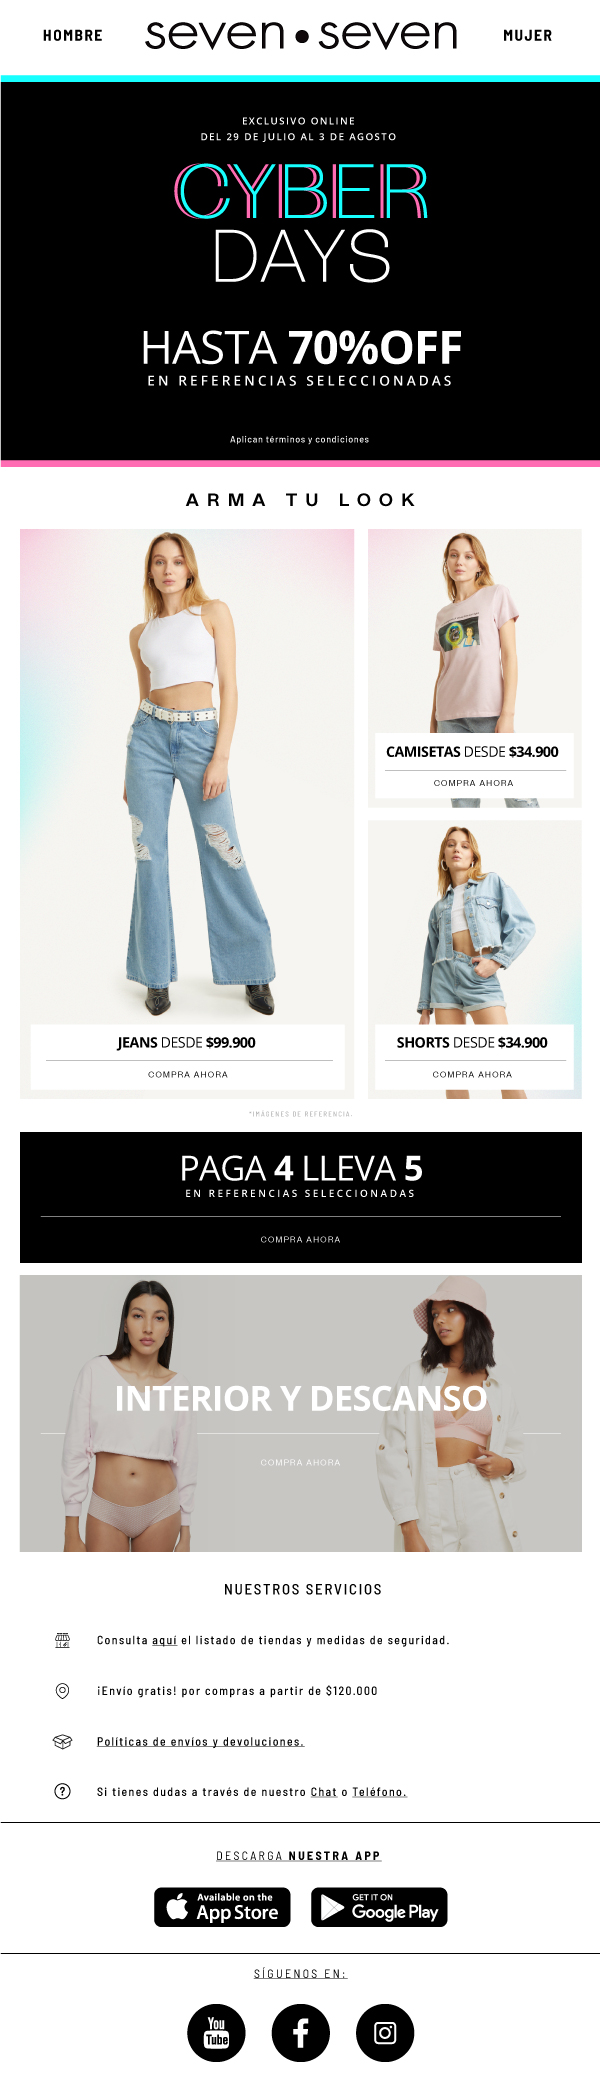 HOMBRE
seven•seven
MUJER
EXCLUSIVO ONLINE
DEL 29 DE JULIO AL 3 DE AGOSTO
CYBER
DAYS
HASTA 70%OFF
EN REFERENCIAS SELECCIONADAS
Aplican términos y condiciones
ARMA TU LOOK
CAMISETAS DESDE $34.900
COMPRA AHORA
JEANS DESDE $99.900
COMPRA AHORA
SHORTS DESDE $34.900
COMPRA AHORA
*IMÁGENES DE REFERENCIA.
PAGA 4 LLEVA 5
EN REFERENCIAS SELECCIONADAS
COMPRA AHORA
INTERIOR Y DESCANSO
COMPRA AHORA
NUESTROS SERVICIOS
Consulta aquí el listado de tiendas y medidas de seguridad.
¡Envío gratis! por compras a partir de $120.000
Políticas de envíos y devoluciones.
Si tienes dudas a través de nuestro Chat o Teléfono.
DESCARGA NUESTRA APP
Available on the
App Store
GET IT ON
Google Play
SÍGUENOS EN:
You
Tube